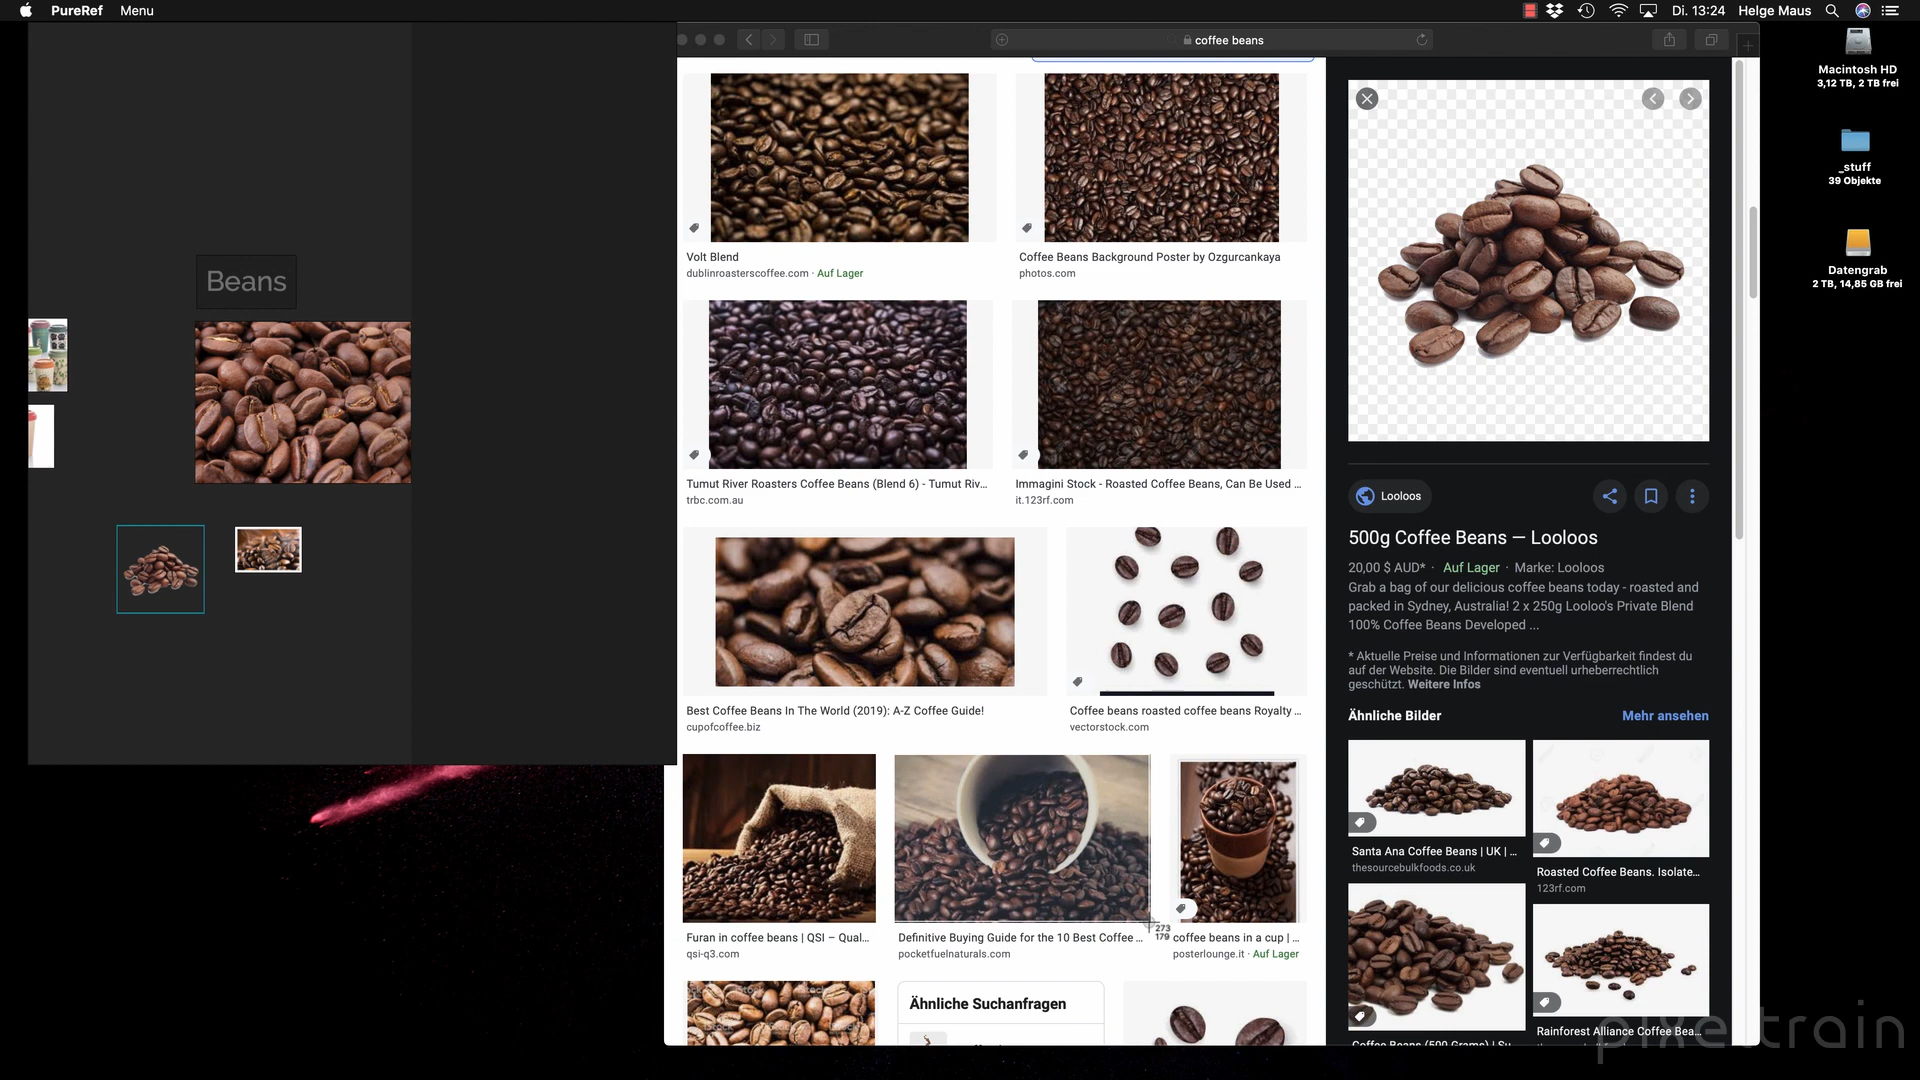 PureRef Menu
Di. 13:24 Helge Maus
coffee beans
Macintosh HD
3,12 TB, 2 TB frei
_stuff
39 Objekte
Datengrab
2 TB, 14,85 GB frei
Beans
Volt Blend
dublinroasterscoffee.com · Auf Lager
Coffee Beans Background Poster by Ozgurcankaya
photos.com
Tumut River Roasters Coffee Beans (Blend 6) - Tumut Riv...
trbc.com.au
Immagini Stock - Roasted Coffee Beans, Can Be Used ...
it.123rf.com
Best Coffee Beans In The World (2019): A-Z Coffee Guide!
cupofcoffee.biz
Coffee beans roasted coffee beans Royalty ...
vectorstock.com
Furan in coffee beans | QSI – Qual...
qsi-q3.com
Definitive Buying Guide for the 10 Best Coffee ...
pocketfuelnaturals.com
273
179
coffee beans in a cup | ...
posterlounge.it · Auf Lager
Ähnliche Suchanfragen
Looloos
500g Coffee Beans — Looloos
20,00 $ AUD* · Auf Lager · Marke: Looloos
Grab a bag of our delicious coffee beans today - roasted and
packed in Sydney, Australia! 2 x 250g Looloo's Private Blend
100% Coffee Beans Developed ...
* Aktuelle Preise und Informationen zur Verfügbarkeit findest du
auf der Website. Die Bilder sind eventuell urheberrechtlich
geschützt. Weitere Infos
Ähnliche Bilder Mehr ansehen
Santa Ana Coffee Beans | UK | ...
thesourcebulkfoods.co.uk
Roasted Coffee Beans. Isolate...
123rf.com
Coffee Beans (500 Grams) | Su...
Rainforest Alliance Coffee Bea...
pixeltrain